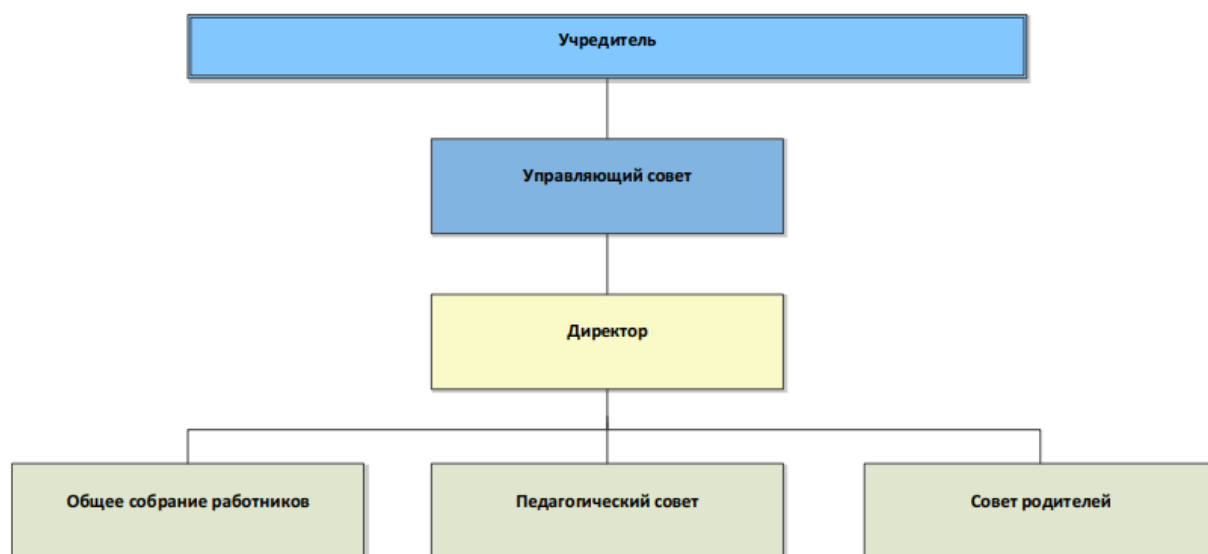 Учредитель
Управляющий совет
Директор
Общее собрание работников
Педагогический совет
Совет родителей